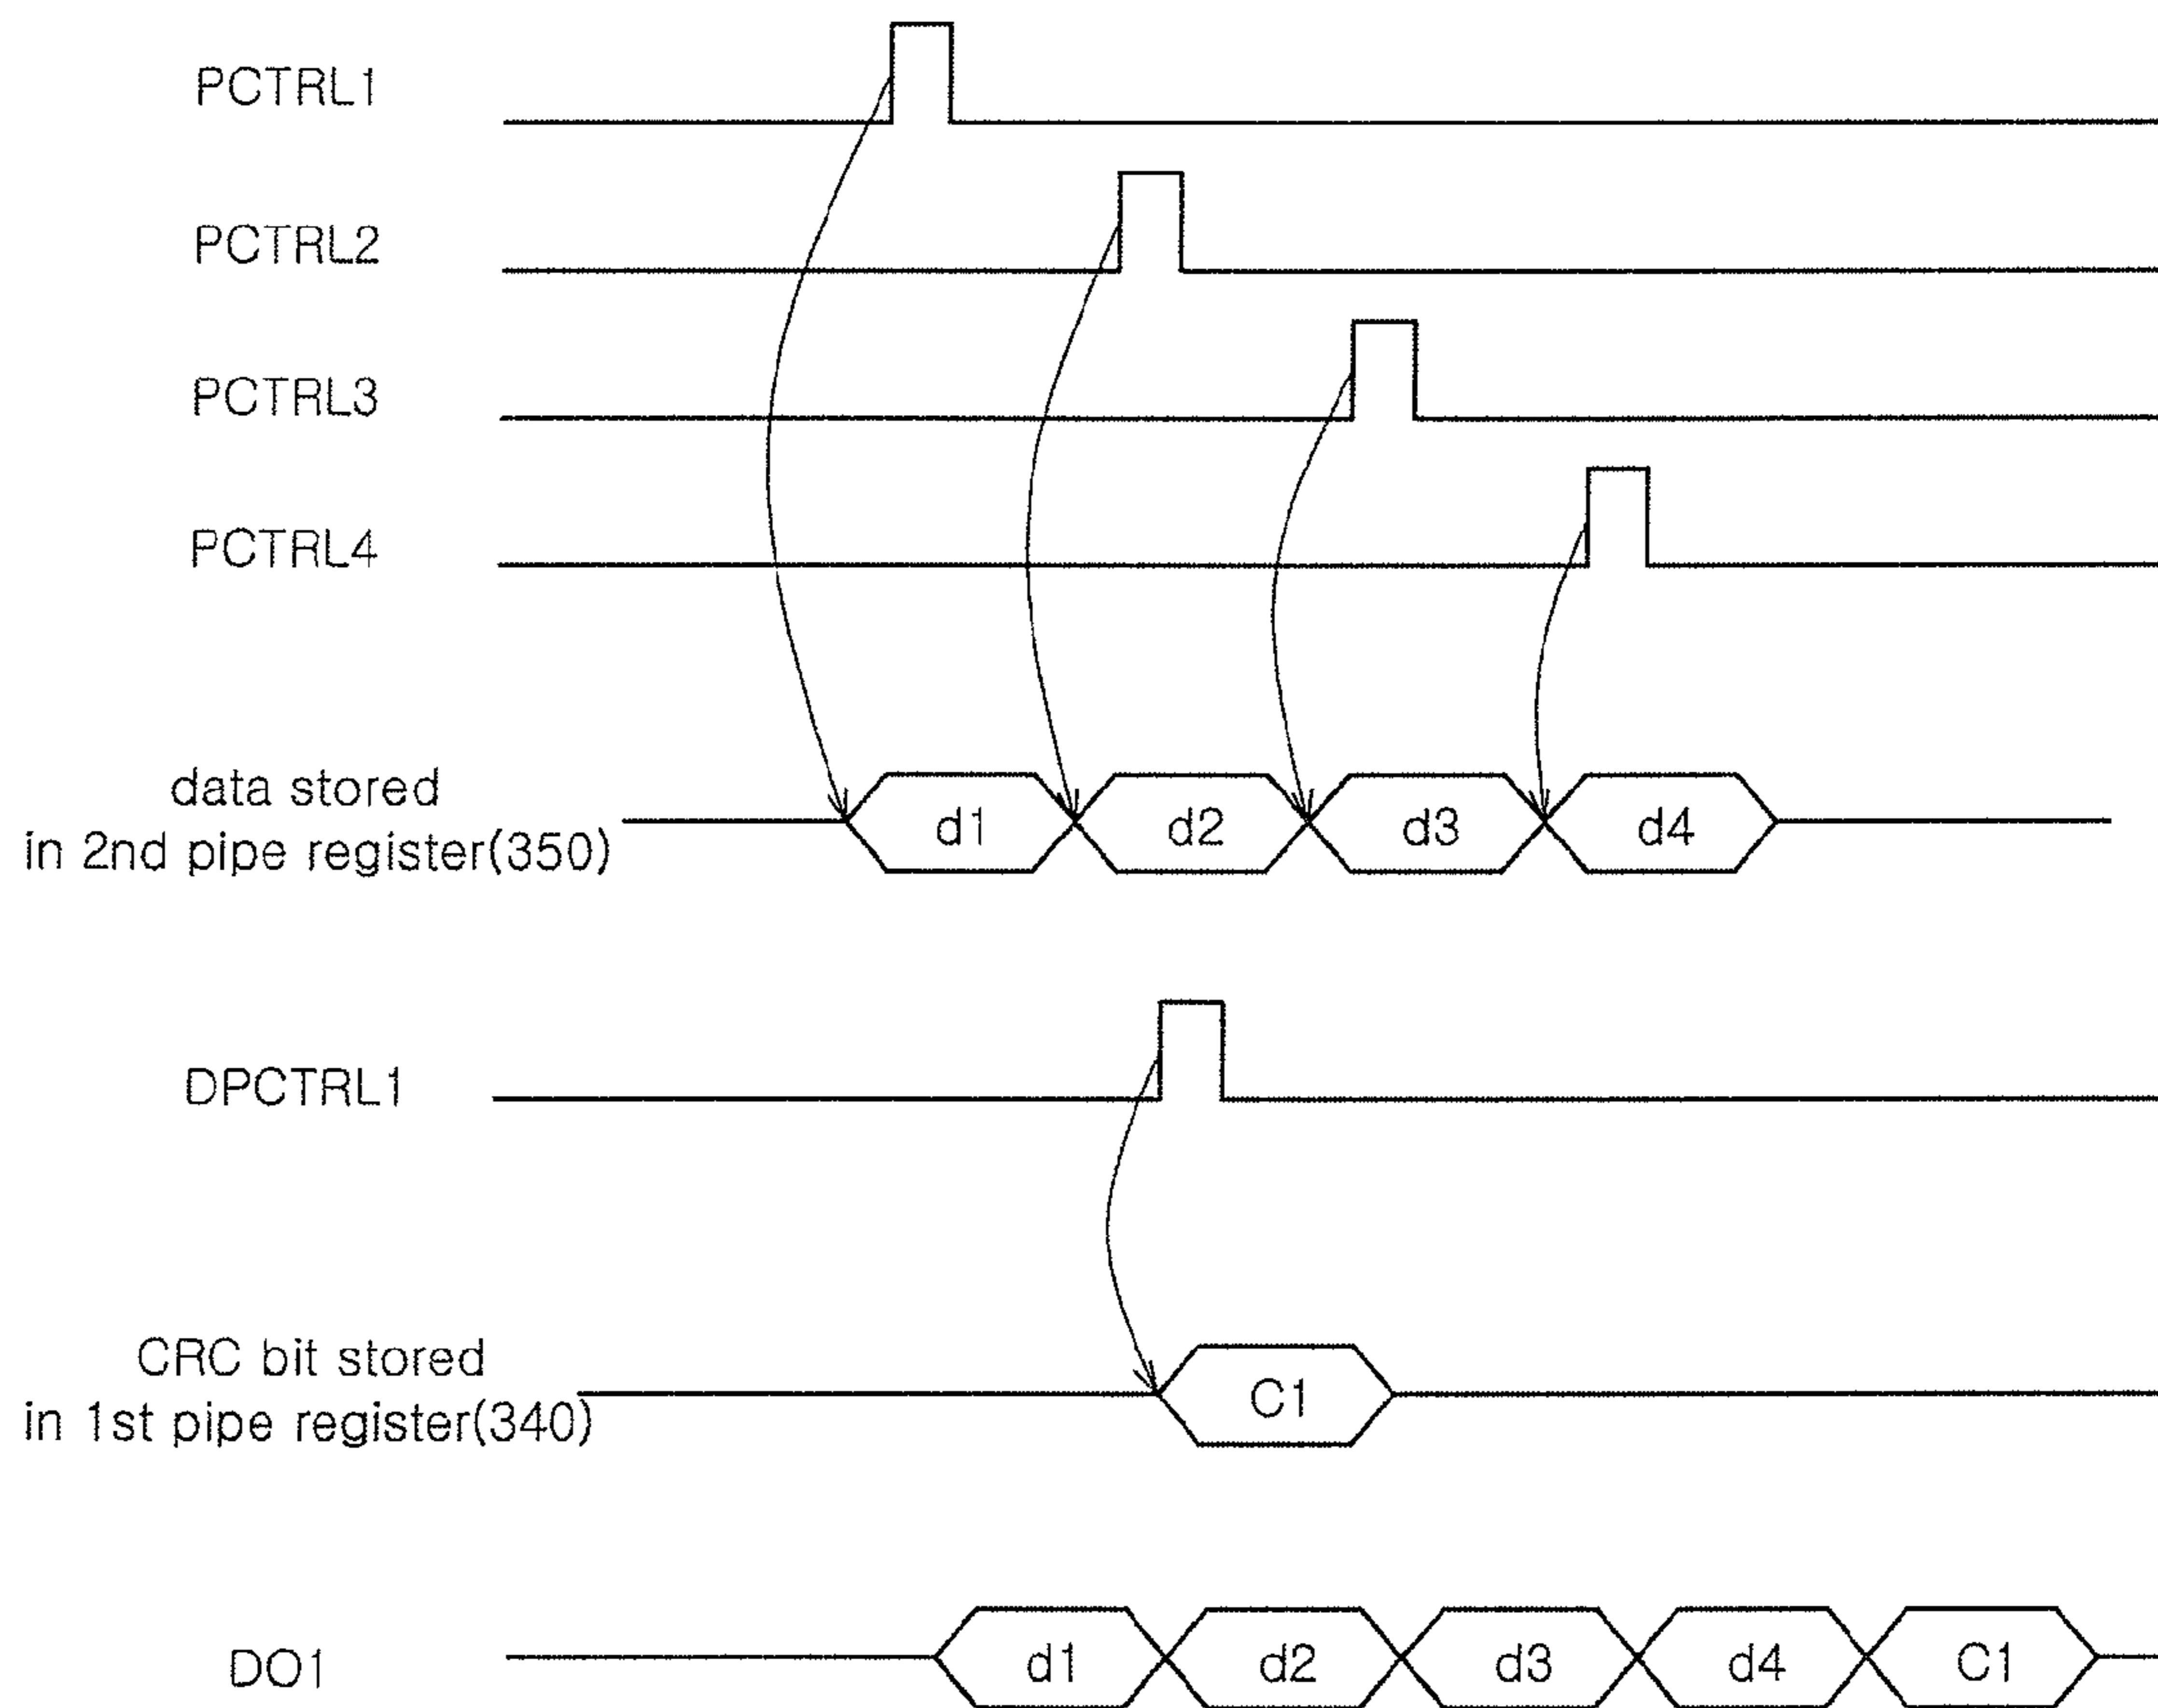 PCTRL1
PCTRL2
PCTRL3
PCTRL4
data stored
in 2nd pipe register(350)
d1 d2 d3 d4
DPCTRL1
CRC bit stored
in 1st pipe register(340)
C1
DO1
d1 d2 d3 d4 C1